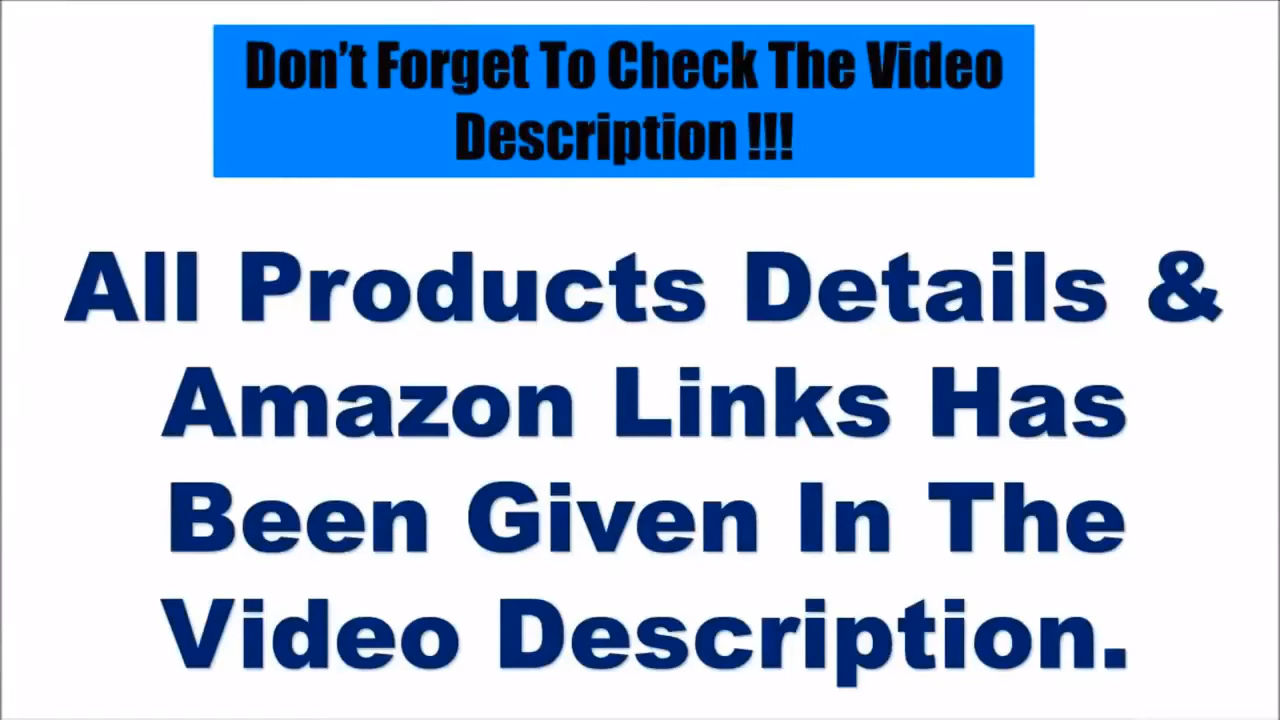 Don’t Forget To Check The Video
Description !!!
All Products Details &
Amazon Links Has
Been Given In The
Video Description.